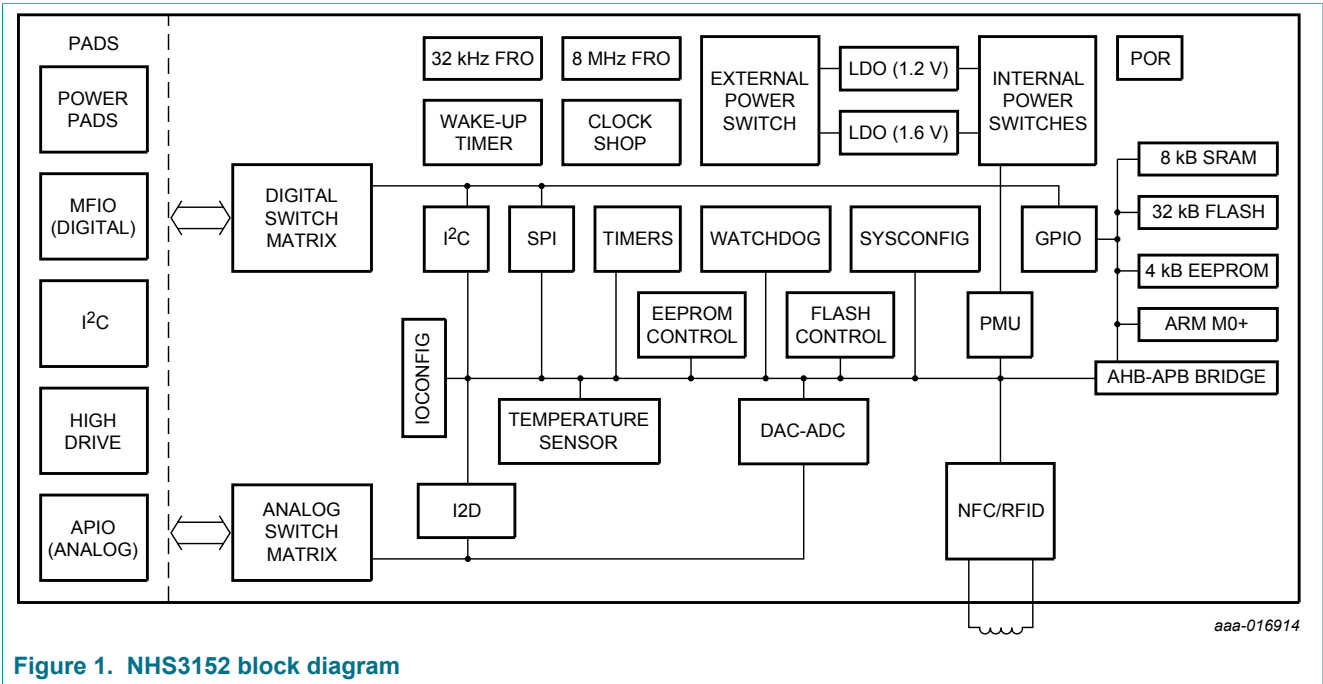 PADS
POWER
PADS
MFIO
(DIGITAL)
I²C
HIGH
DRIVE
APIO
(ANALOG)
32 kHz FRO
8 MHz FRO
WAKE-UP
TIMER
CLOCK
SHOP
EXTERNAL
POWER
SWITCH
LDO (1.2 V)
LDO (1.6 V)
INTERNAL
POWER
SWITCHES
POR
DIGITAL
SWITCH
MATRIX
I²C
SPI
TIMERS
WATCHDOG
SYSCONFIG
GPIO
8 kB SRAM
32 kB FLASH
4 kB EEPROM
ARM M0+
AHB-APB BRIDGE
IOCONFIG
EEPROM
CONTROL
FLASH
CONTROL
PMU
TEMPERATURE
SENSOR
DAC-ADC
ANALOG
SWITCH
MATRIX
I2D
NFC/RFID
aaa-016914
Figure 1. NHS3152 block diagram